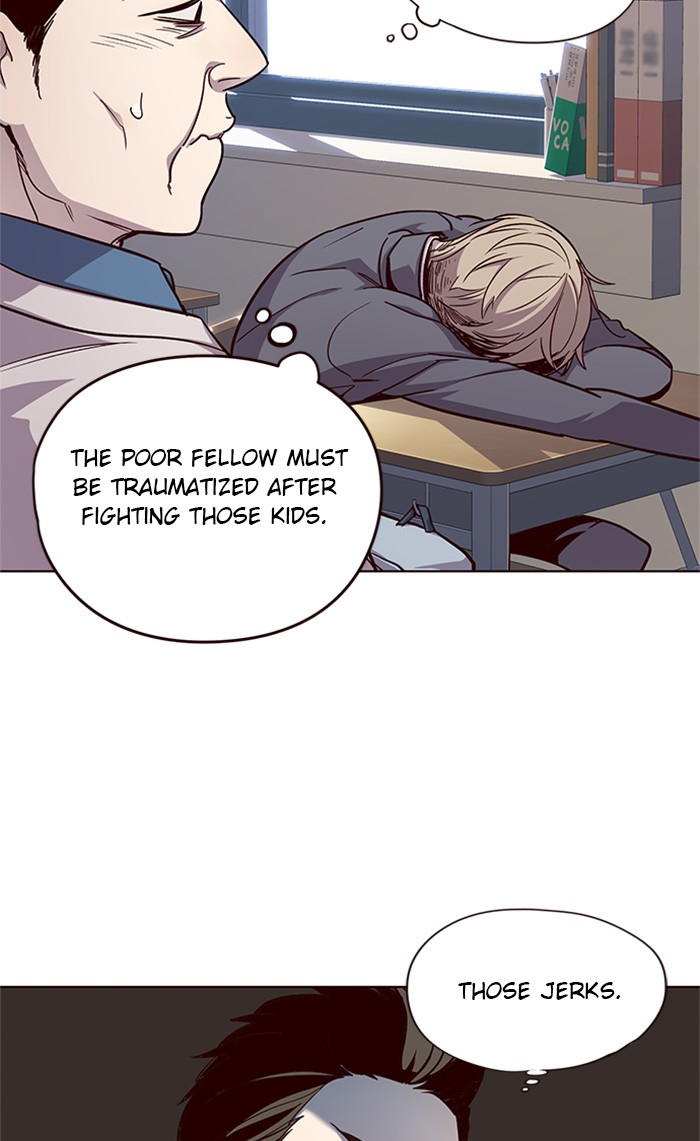 VO
CA
THE POOR FELLOW MUST
BE TRAUMATIZED AFTER
FIGHTING THOSE KIDS.
THOSE JERKS.